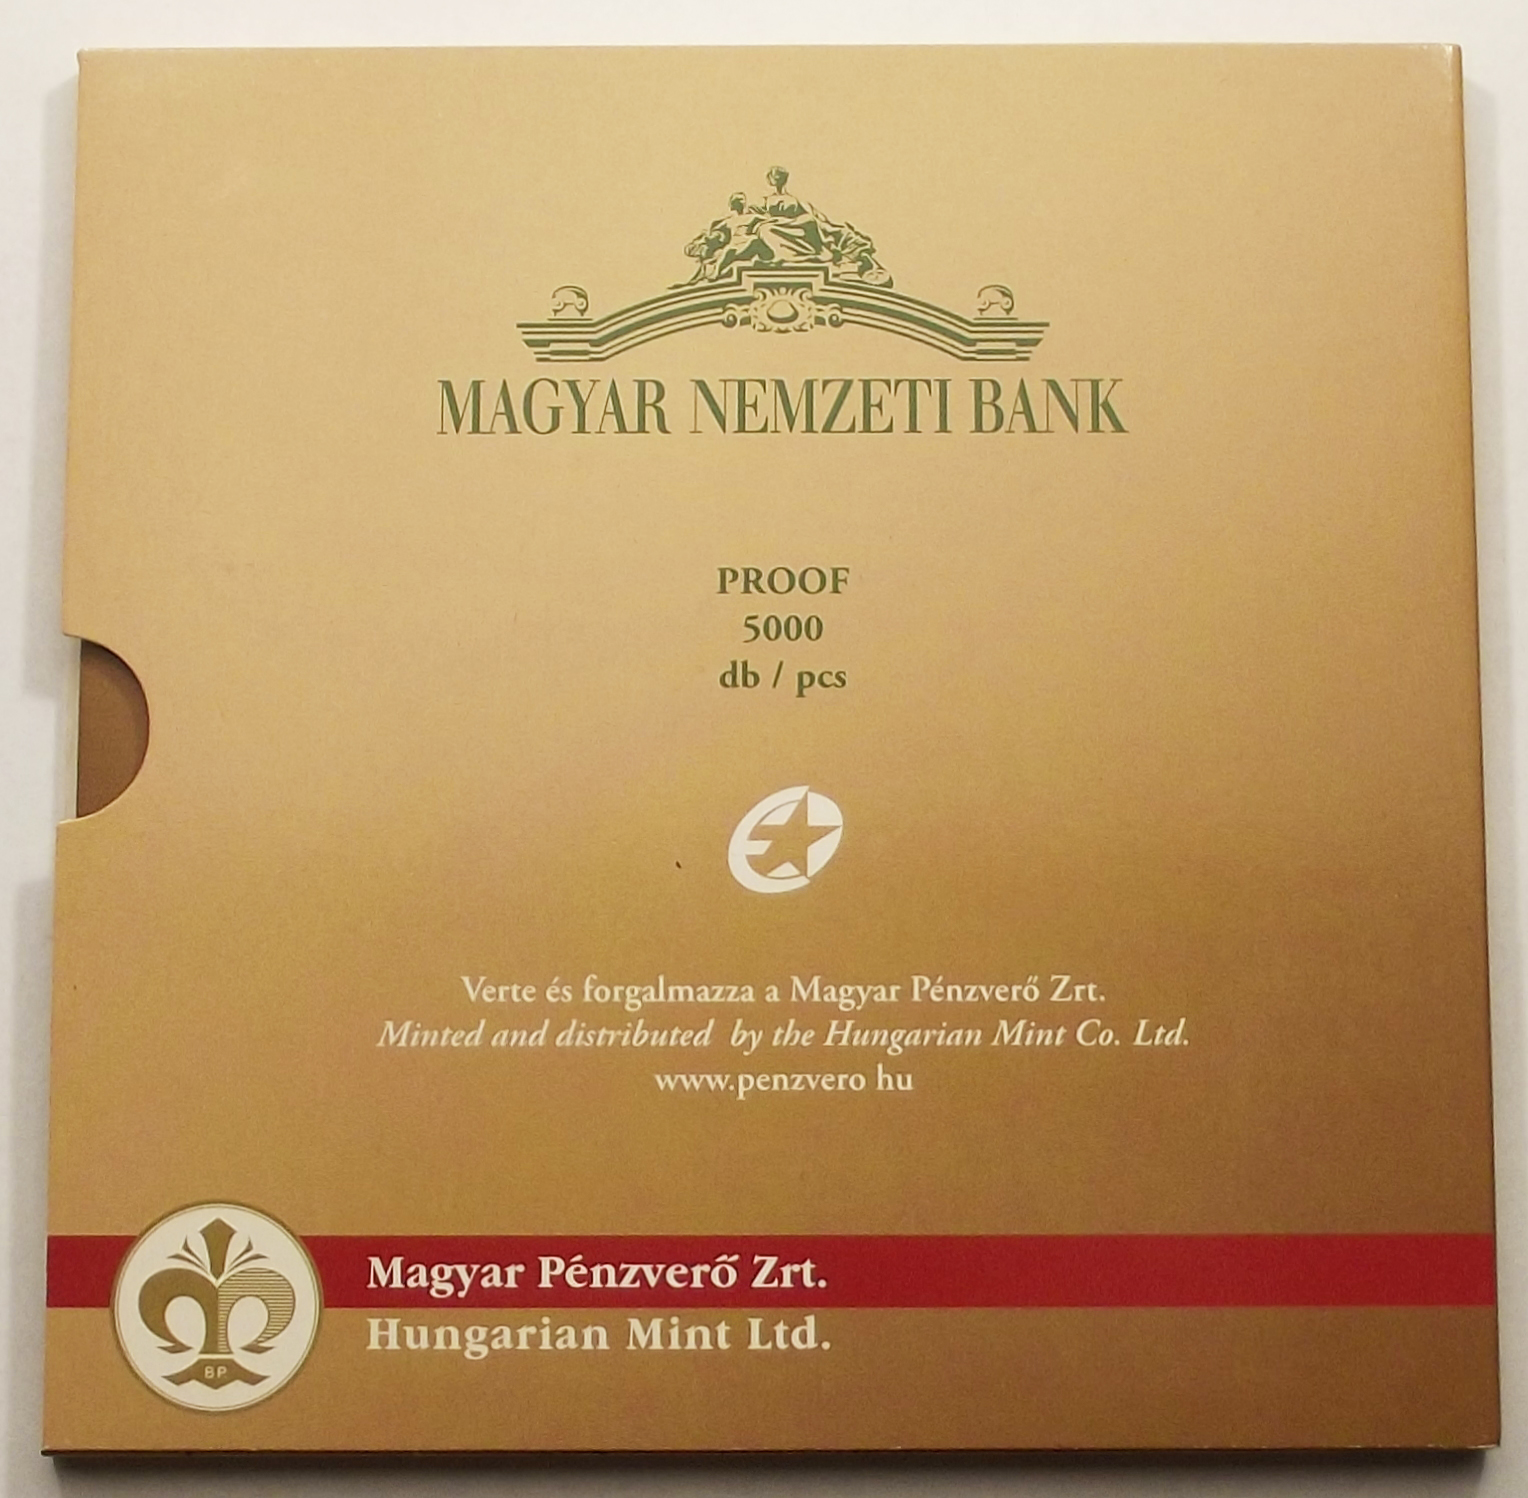 MAGYAR NEMZETI BANK
PROOF
5000
db / pcs
Verte és forgalmazza a Magyar Pénzverő Zrt.
Minted and distributed by the Hungarian Mint Co. Ltd.
www.penzvero hu
Magyar Pénzverő Zrt.
Hungarian Mint Ltd.
BP.